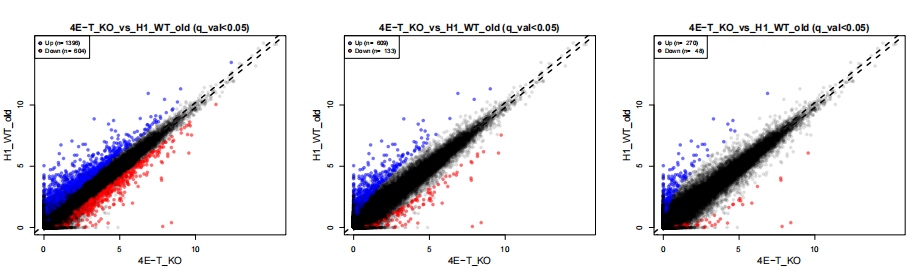 4E−T_KO_vs_H1_WT_old (q_val<0.05)
Up (n= 1396)
Down (n= 604)
10
5
0
H1_WT_old
0 5 10
4E−T_KO
4E−T_KO_vs_H1_WT_old (q_val<0.05)
Up (n= 609)
Down (n= 133)
10
5
0
H1_WT_old
0 5 10
4E−T_KO
4E−T_KO_vs_H1_WT_old (q_val<0.05)
Up (n= 270)
Down (n= 48)
10
5
0
H1_WT_old
0 5 10
4E−T_KO